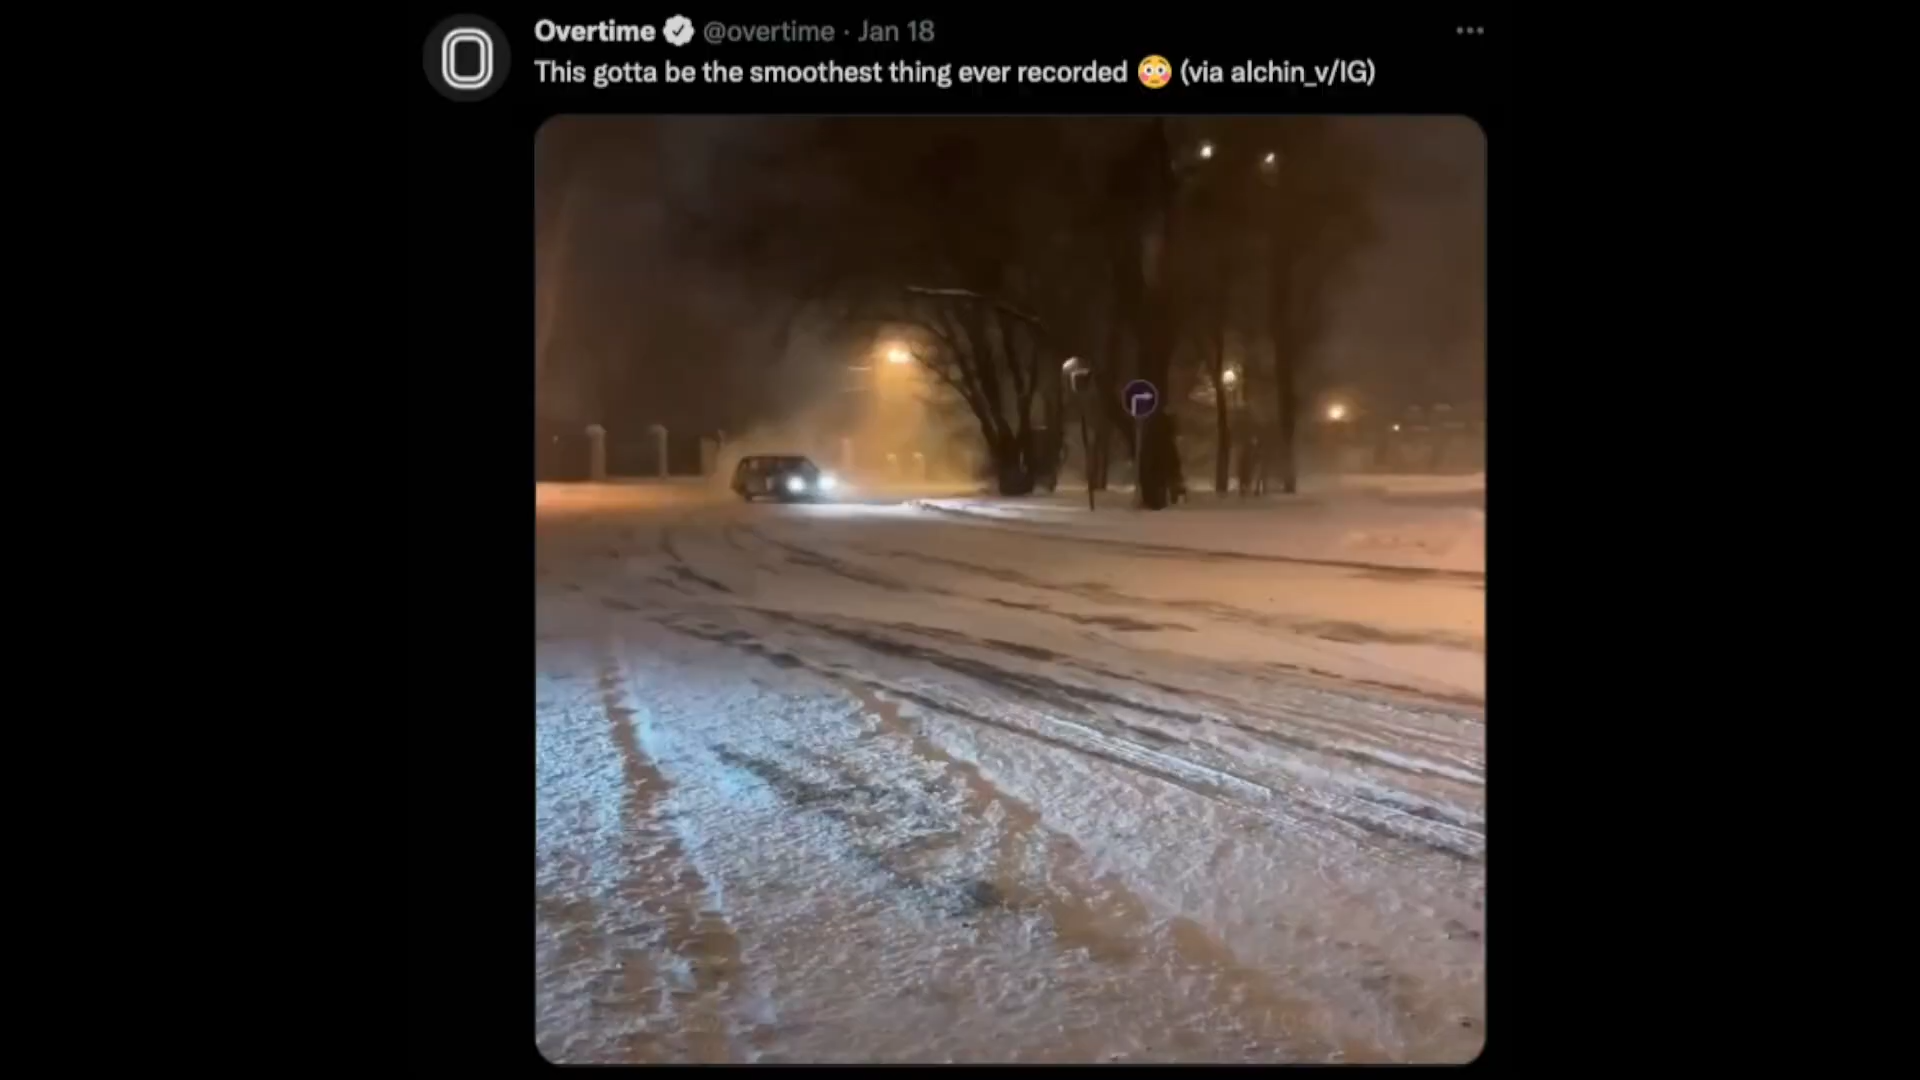 Overtime @overtime · Jan 18
This gotta be the smoothest thing ever recorded 😳 (via alchin_v/IG)